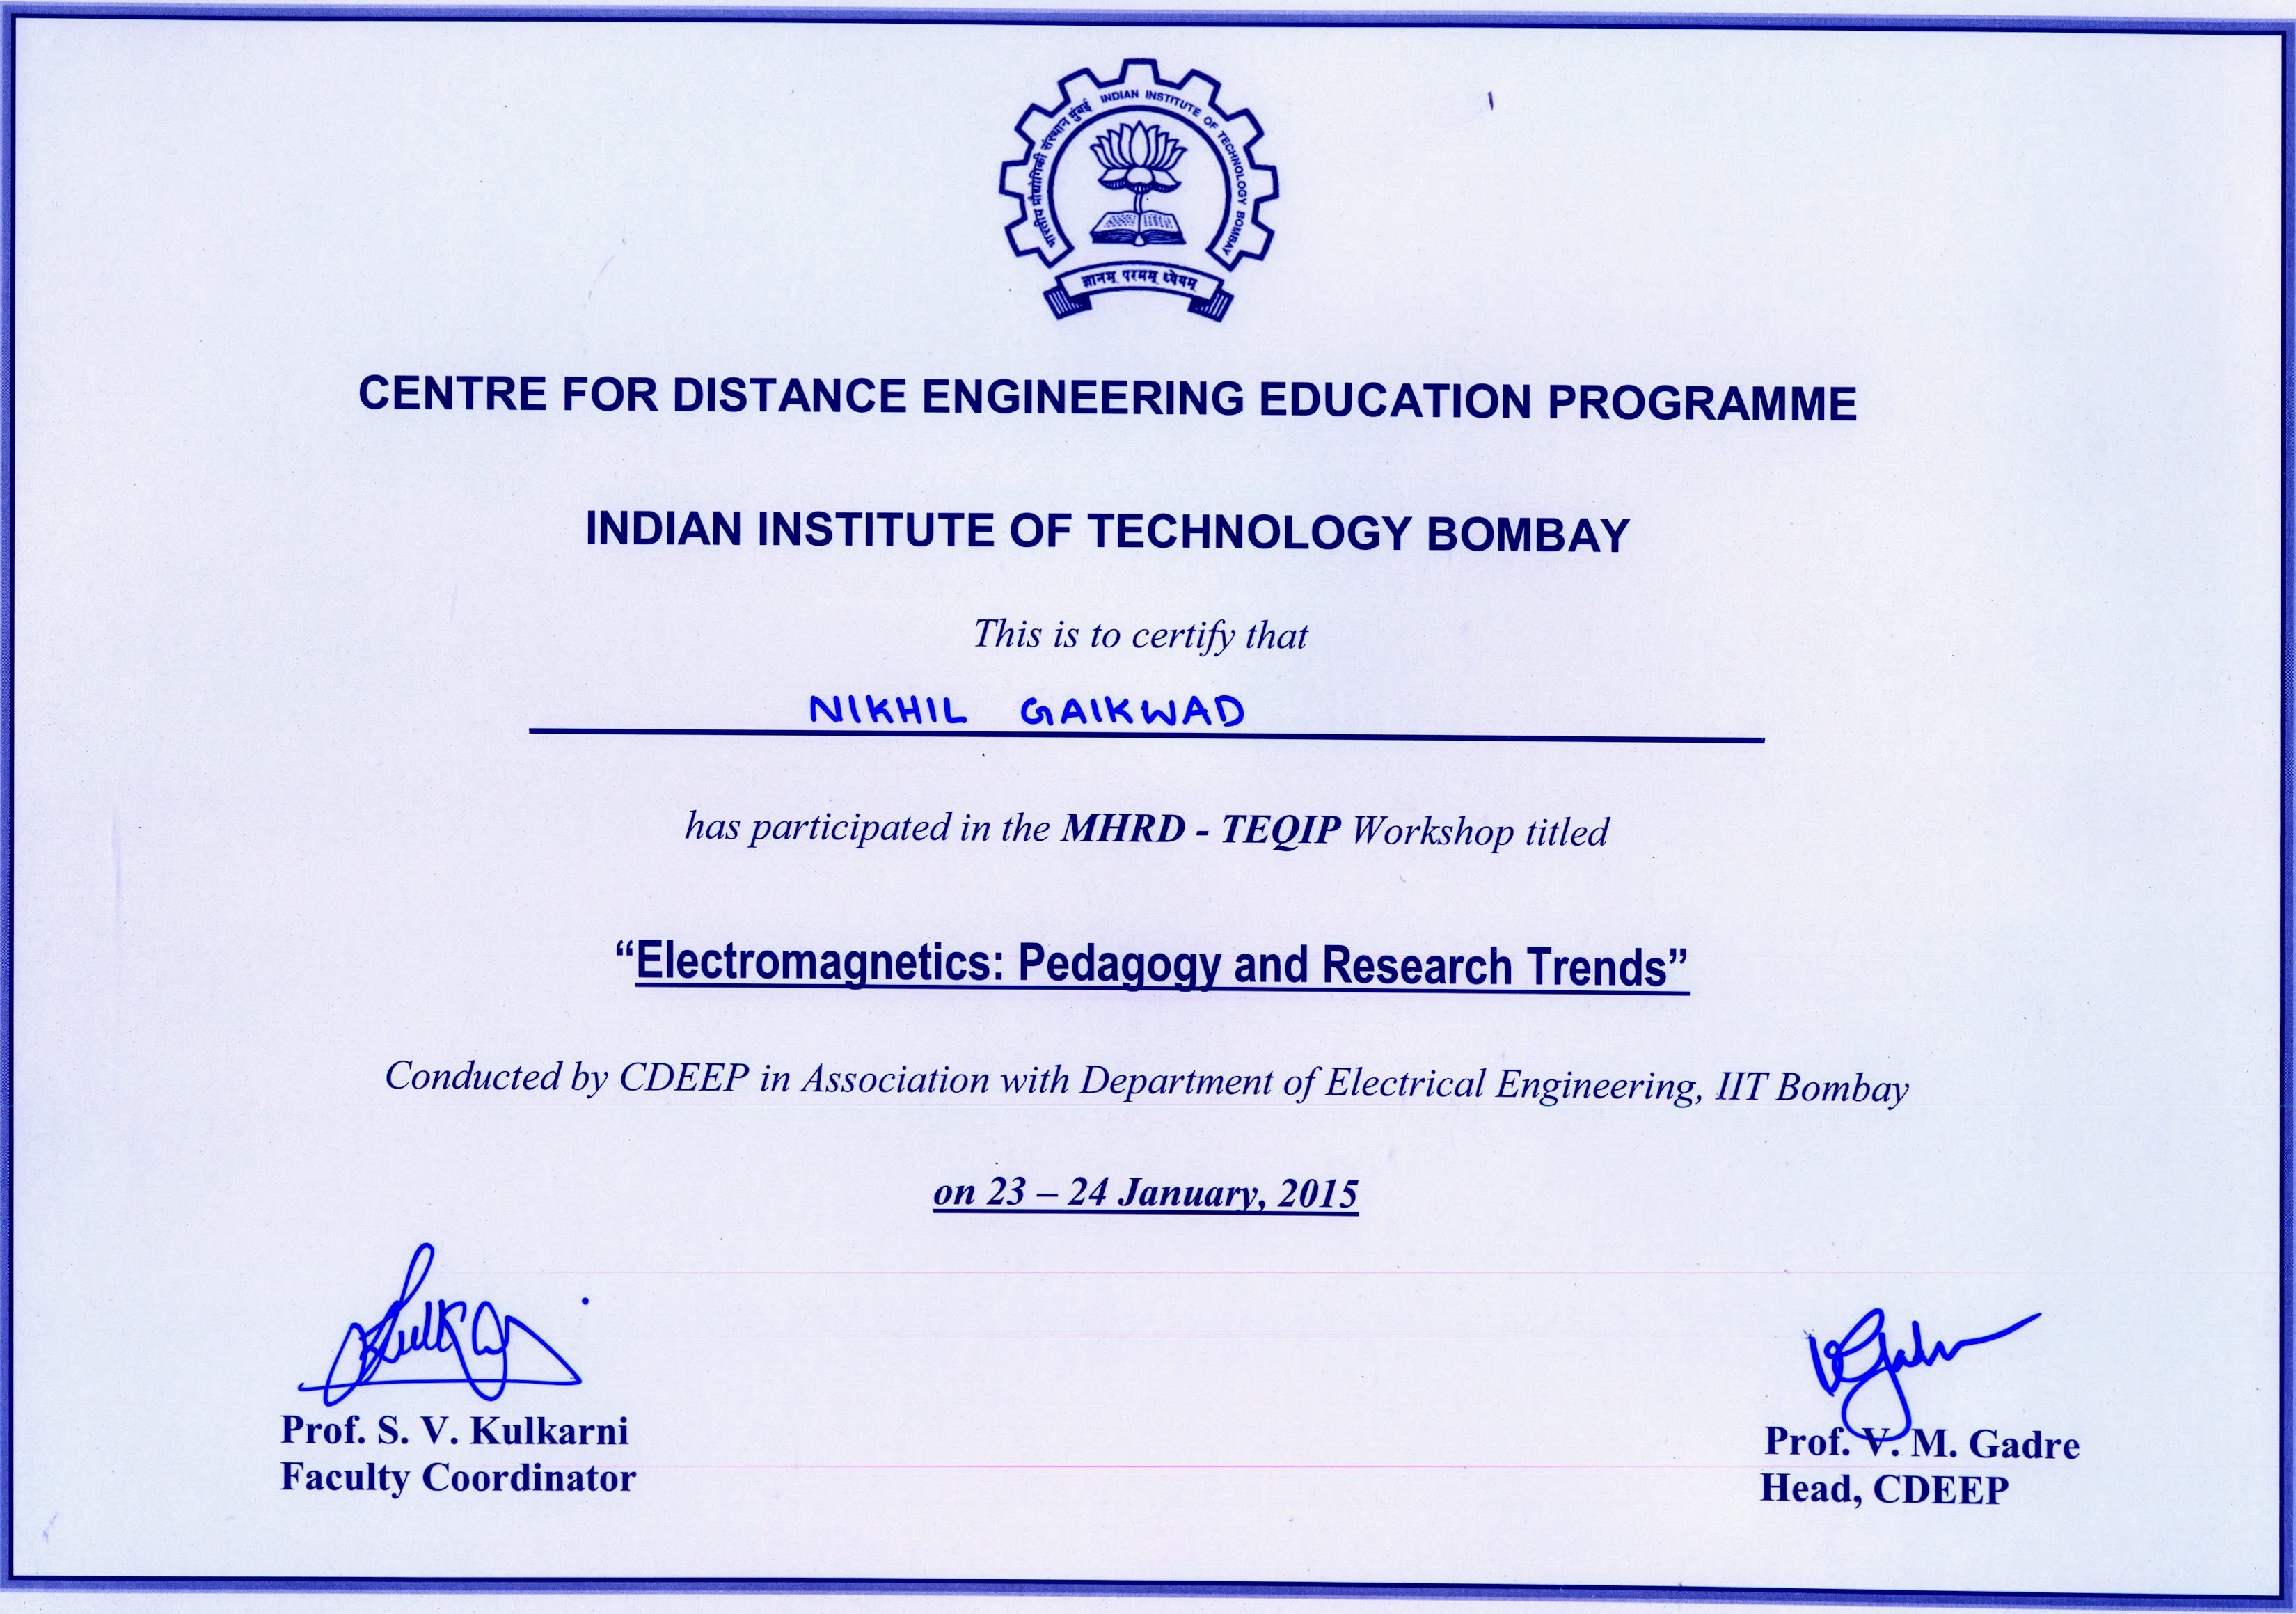 भारतीय प्रौद्योगिकी संस्थान मुंबई INDIAN INSTITUTE OF TECHNOLOGY BOMBAY
ज्ञानम् परमम् ध्येयम्
CENTRE FOR DISTANCE ENGINEERING EDUCATION PROGRAMME
INDIAN INSTITUTE OF TECHNOLOGY BOMBAY
This is to certify that
NIKHIL GAIKWAD
has participated in the MHRD - TEQIP Workshop titled
“Electromagnetics: Pedagogy and Research Trends”
Conducted by CDEEP in Association with Department of Electrical Engineering, IIT Bombay
on 23 – 24 January, 2015
Prof. S. V. Kulkarni
Faculty Coordinator
Prof. V. M. Gadre
Head, CDEEP